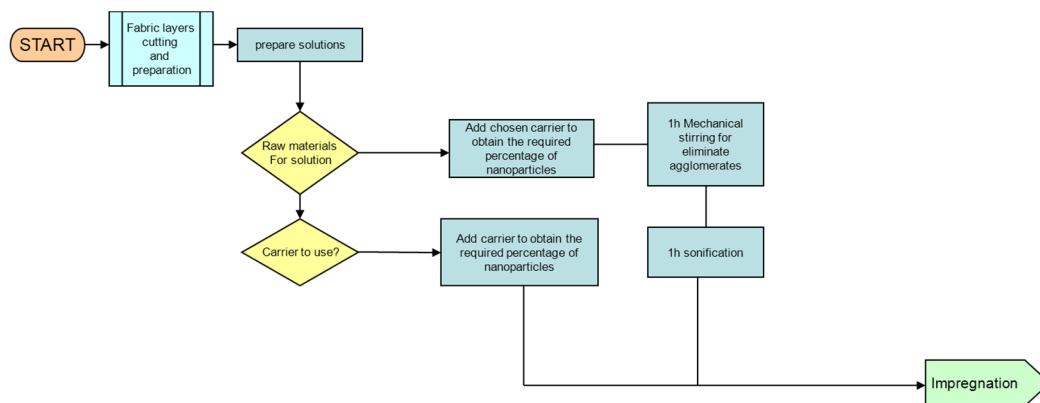 START
Fabric layers
cutting
and
preparation
prepare solutions
Raw materials
For solution
Add chosen carrier to
obtain the required
percentage of
nanoparticles
1h Mechanical
stirring for
eliminate
agglomerates
Carrier to use?
Add carrier to obtain the
required percentage of
nanoparticles
1h sonification
Impregnation